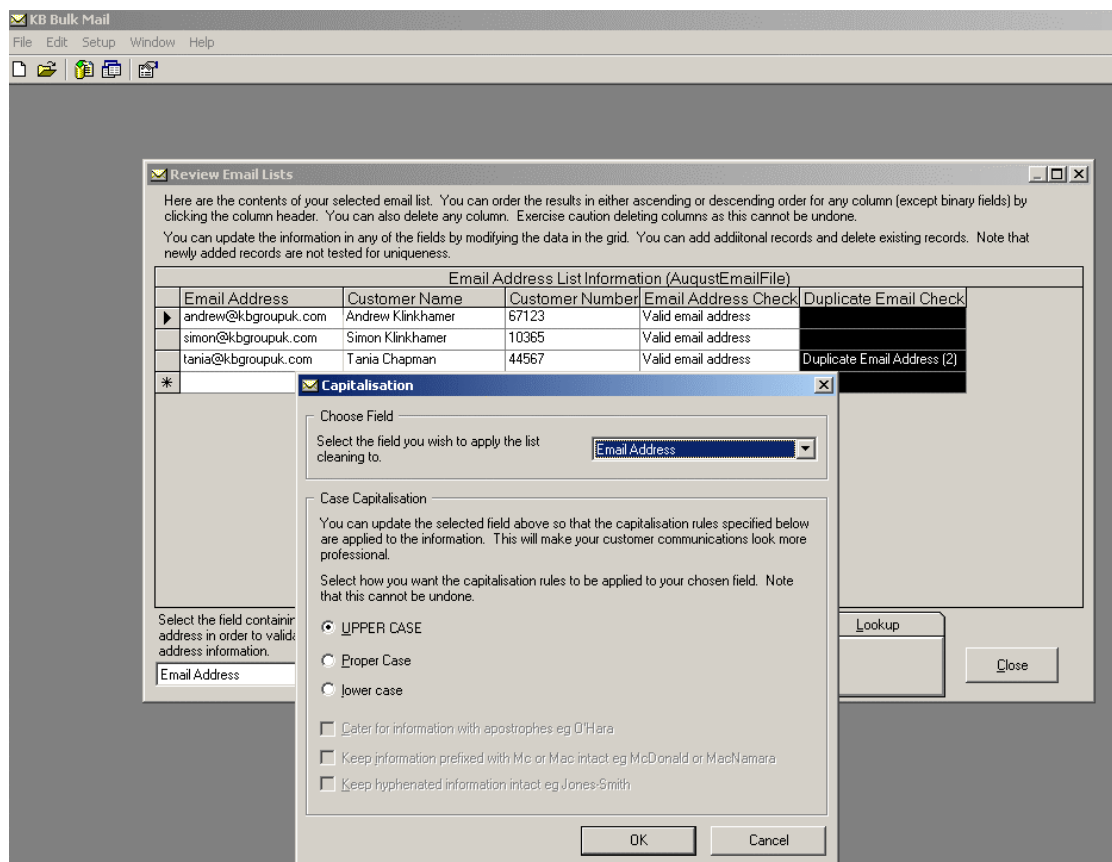 KB Bulk Mail
File Edit Setup Window Help
Review Email Lists
Here are the contents of your selected email list. You can order the results in either ascending or descending order for any column (except binary fields) by
clicking the column header. You can also delete any column. Exercise caution deleting columns as this cannot be undone.
You can update the information in any of the fields by modifying the data in the grid. You can add addiitonal records and delete existing records. Note that
newly added records are not tested for uniqueness.
Email Address List Information (AugustEmailFile)
Email Address Customer Name Customer Number Email Address Check Duplicate Email Check
andrew@kbgroupuk.com Andrew Klinkhamer 67123 Valid email address
simon@kbgroupuk.com Simon Klinkhamer 10365 Valid email address
tania@kbgroupuk.com Tania Chapman 44567 Valid email address Duplicate Email Address (2)
Capitalisation
Choose Field
Select the field you wish to apply the list
cleaning to.
Email Address
Case Capitalisation
You can update the selected field above so that the capitalisation rules specified below
are applied to the information. This will make your customer communications look more
professional.
Select how you want the capitalisation rules to be applied to your chosen field. Note
that this cannot be undone.
UPPER CASE
Proper Case
lower case
Cater for information with apostrophes eg O'Hara
Keep information prefixed with Mc or Mac intact eg McDonald or MacNamara
Keep hyphenated information intact eg Jones-Smith
OK Cancel
Select the field
address in order to
address information.
Email Address
Lookup
Close